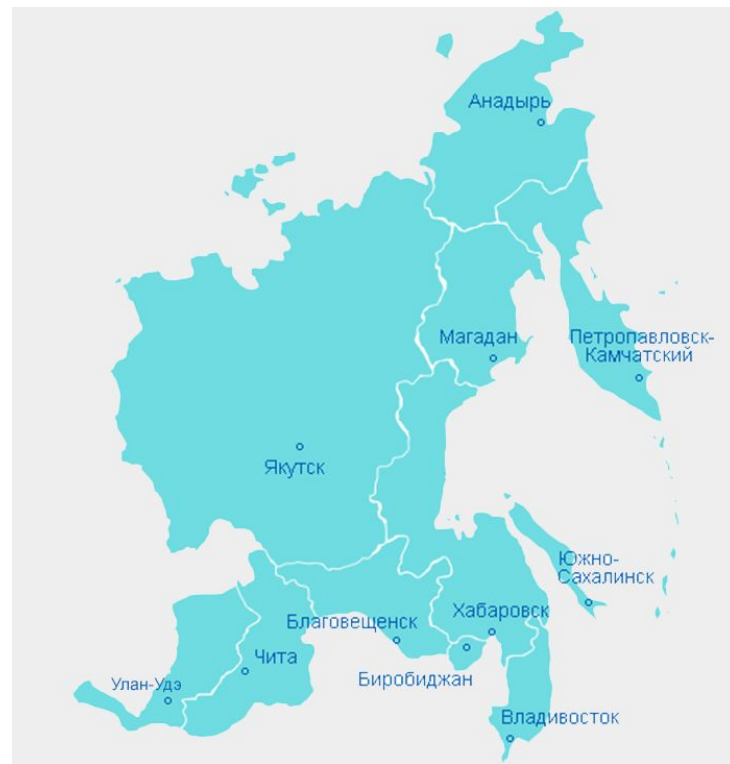 Анадырь
Магадан
Петропавловск-
Камчатский
Якутск
Южно-
Сахалинск
Хабаровск
Благовещенск
Чита
Биробиджан
Улан-Удэ
Владивосток